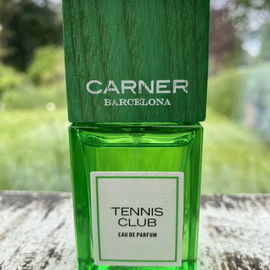 CARNER
BARCELONA
TENNIS
CLUB
EAU DE PARFUM